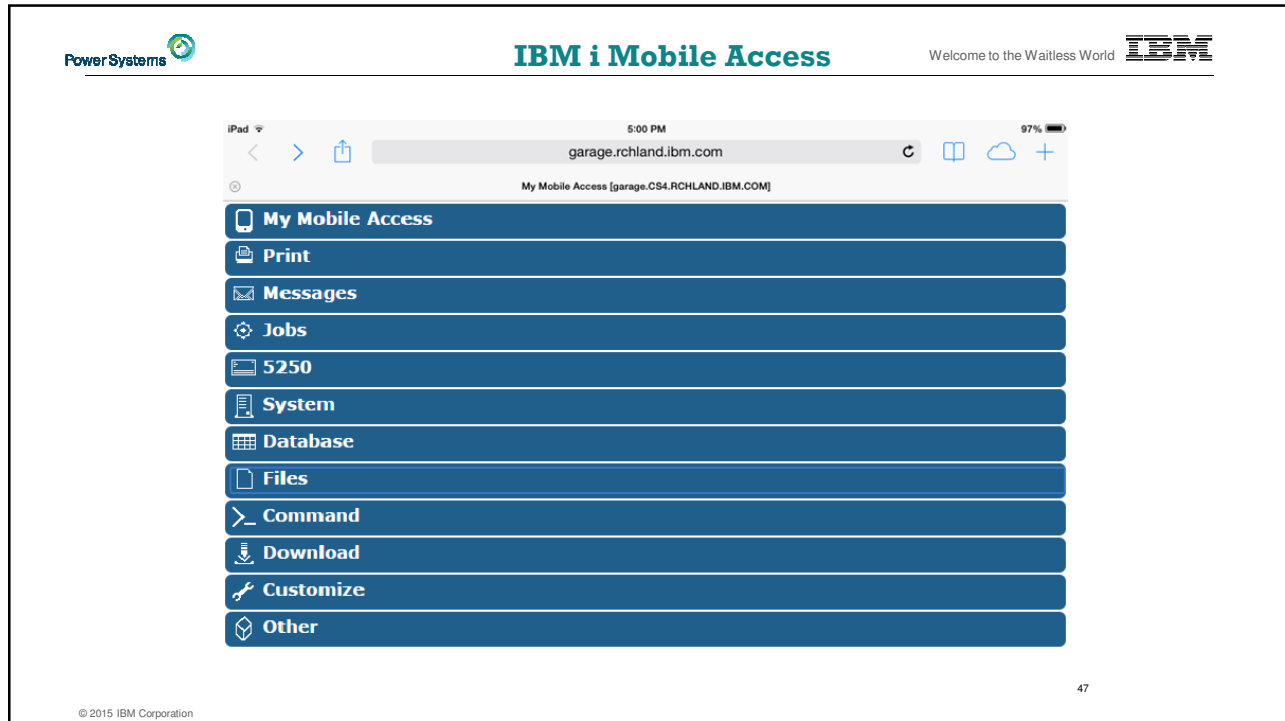 Power Systems
IBM i Mobile Access
Welcome to the Waitless World
IBM
iPad
5:00 PM
97%
garage.rchland.ibm.com
My Mobile Access [garage.CS4.RCHLAND.IBM.COM]
My Mobile Access
Print
Messages
Jobs
5250
System
Database
Files
Command
Download
Customize
Other
47
© 2015 IBM Corporation